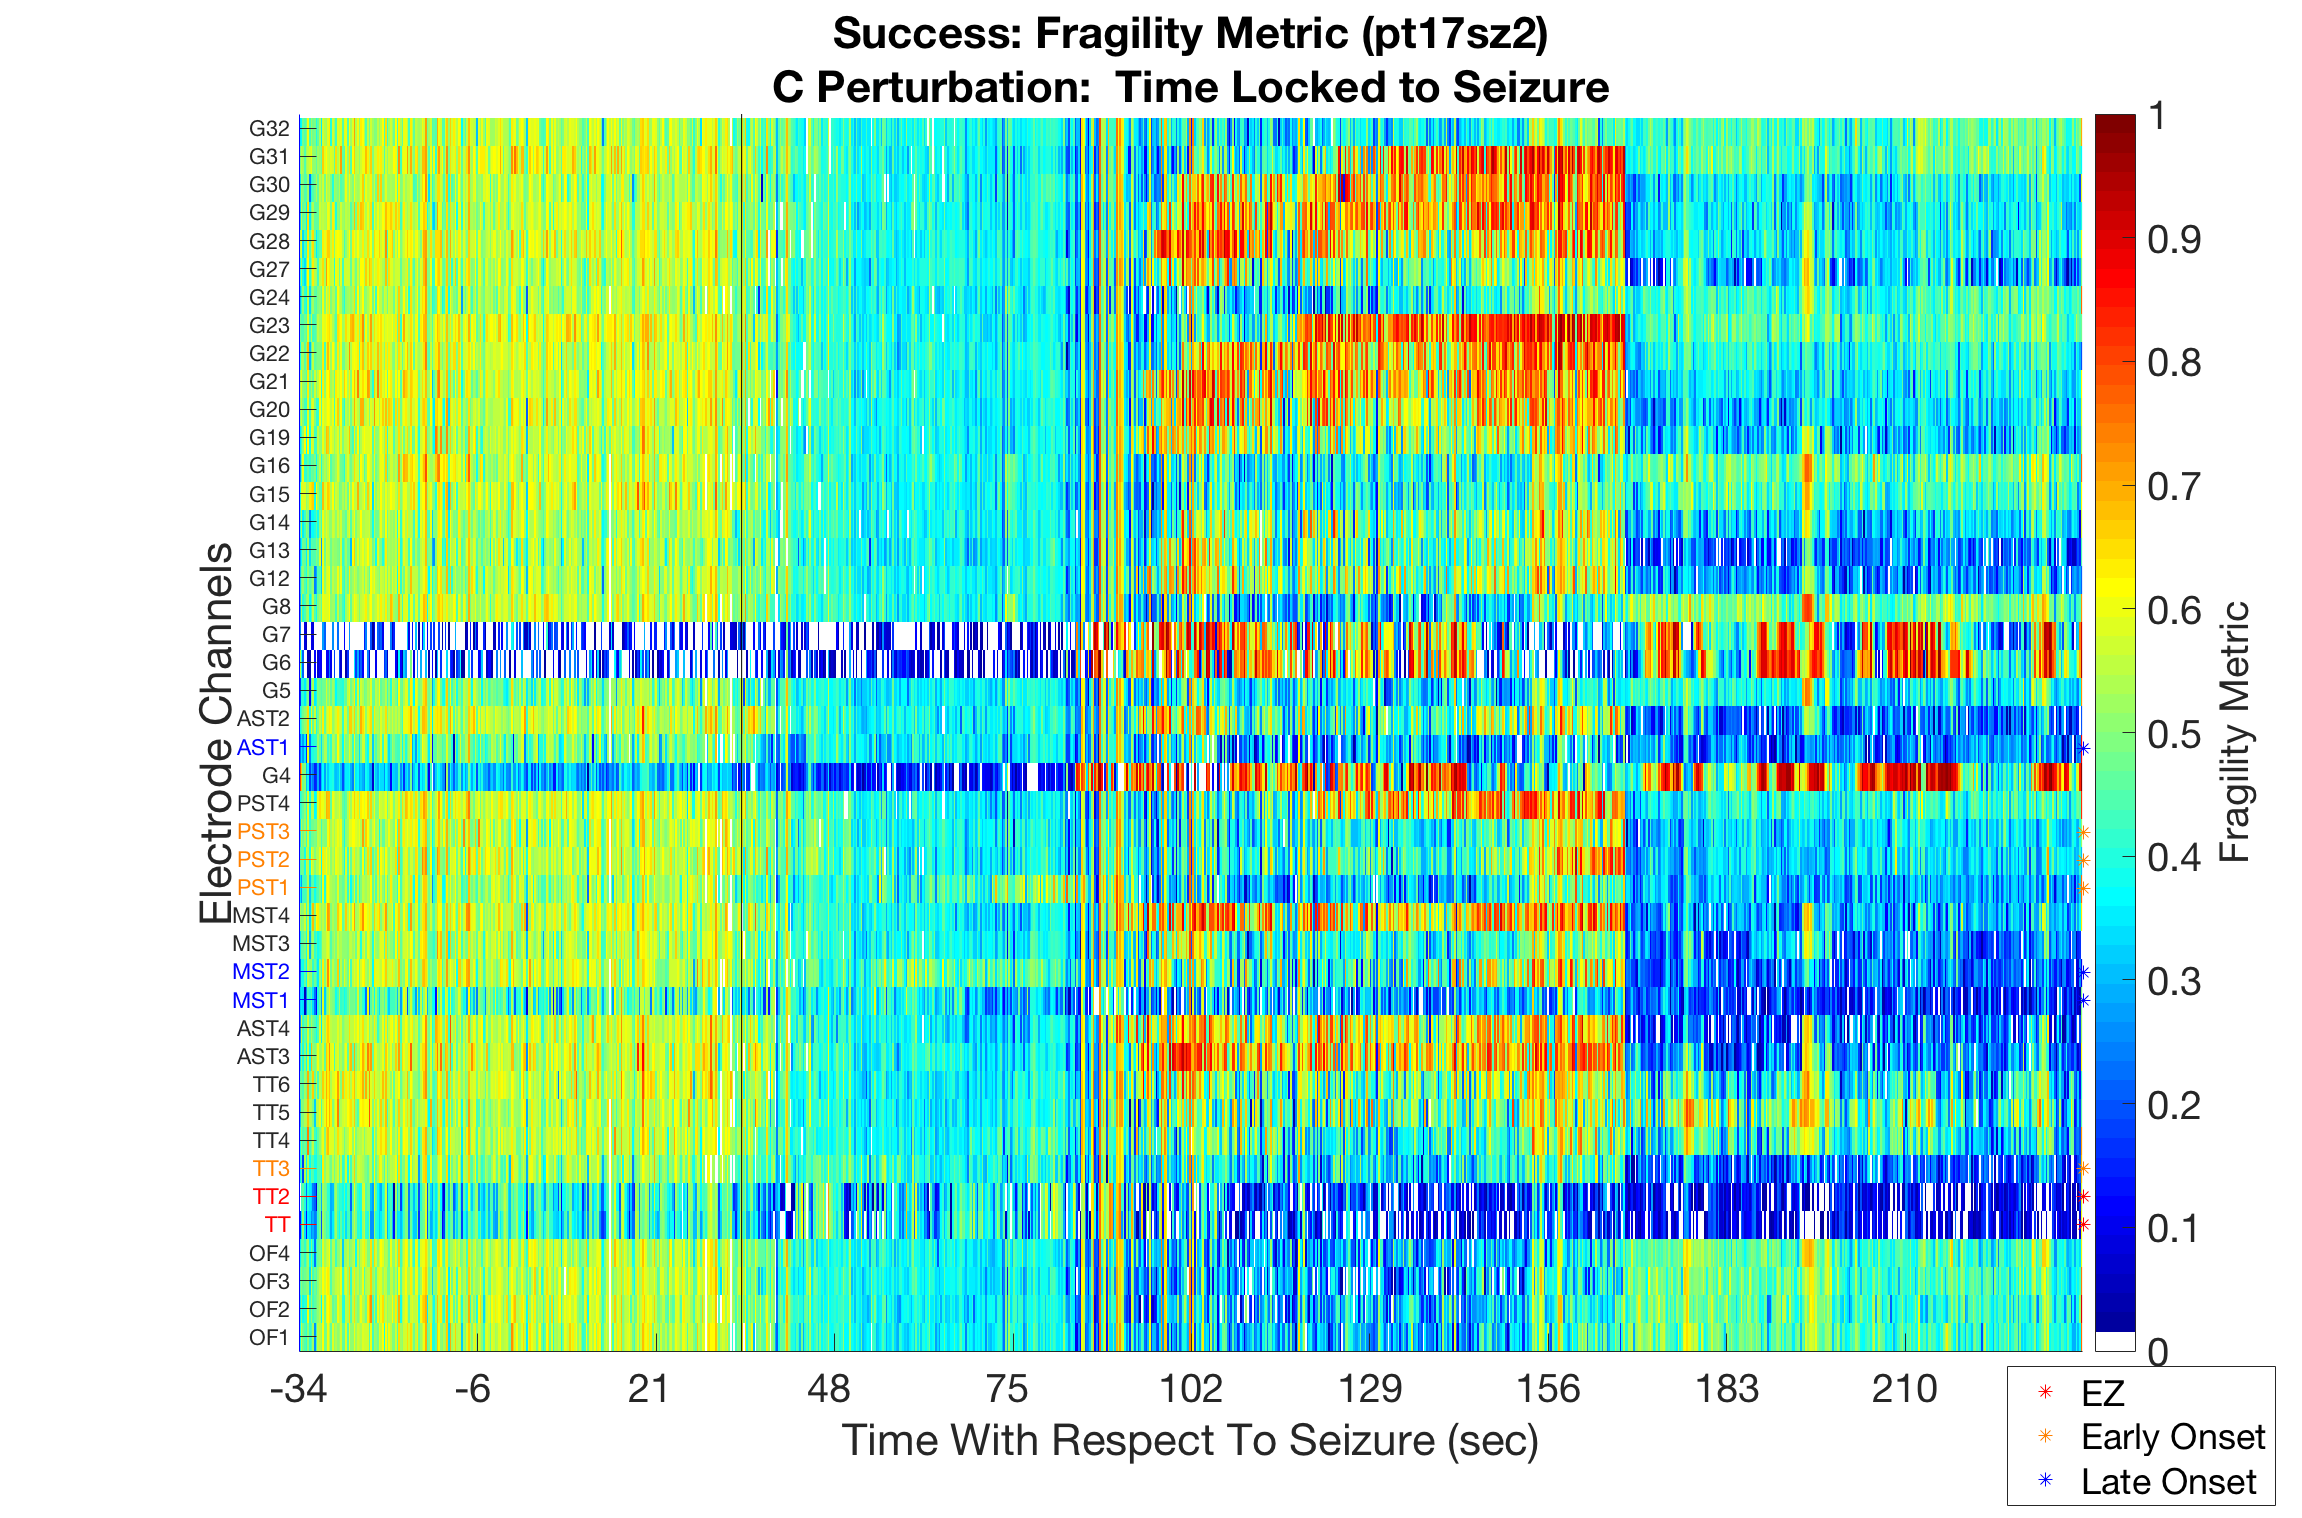 Success: Fragility Metric (pt17sz2)
C Perturbation:  Time Locked to Seizure
Electrode Channels
G32
G31
G30
G29
G28
G27
G24
G23
G22
G21
G20
G19
G16
G15
G14
G13
G12
G8
G7
G6
G5
AST2
AST1
G4
PST4
PST3
PST2
PST1
MST4
MST3
MST2
MST1
AST4
AST3
TT6
TT5
TT4
TT3
TT2
TT
OF4
OF3
OF2
OF1
-34 -6 21 48 75 102 129 156 183 210
Time With Respect To Seizure (sec)
1
0.9
0.8
0.7
0.6
0.5
0.4
0.3
0.2
0.1
0
Fragility Metric
EZ
Early Onset
Late Onset